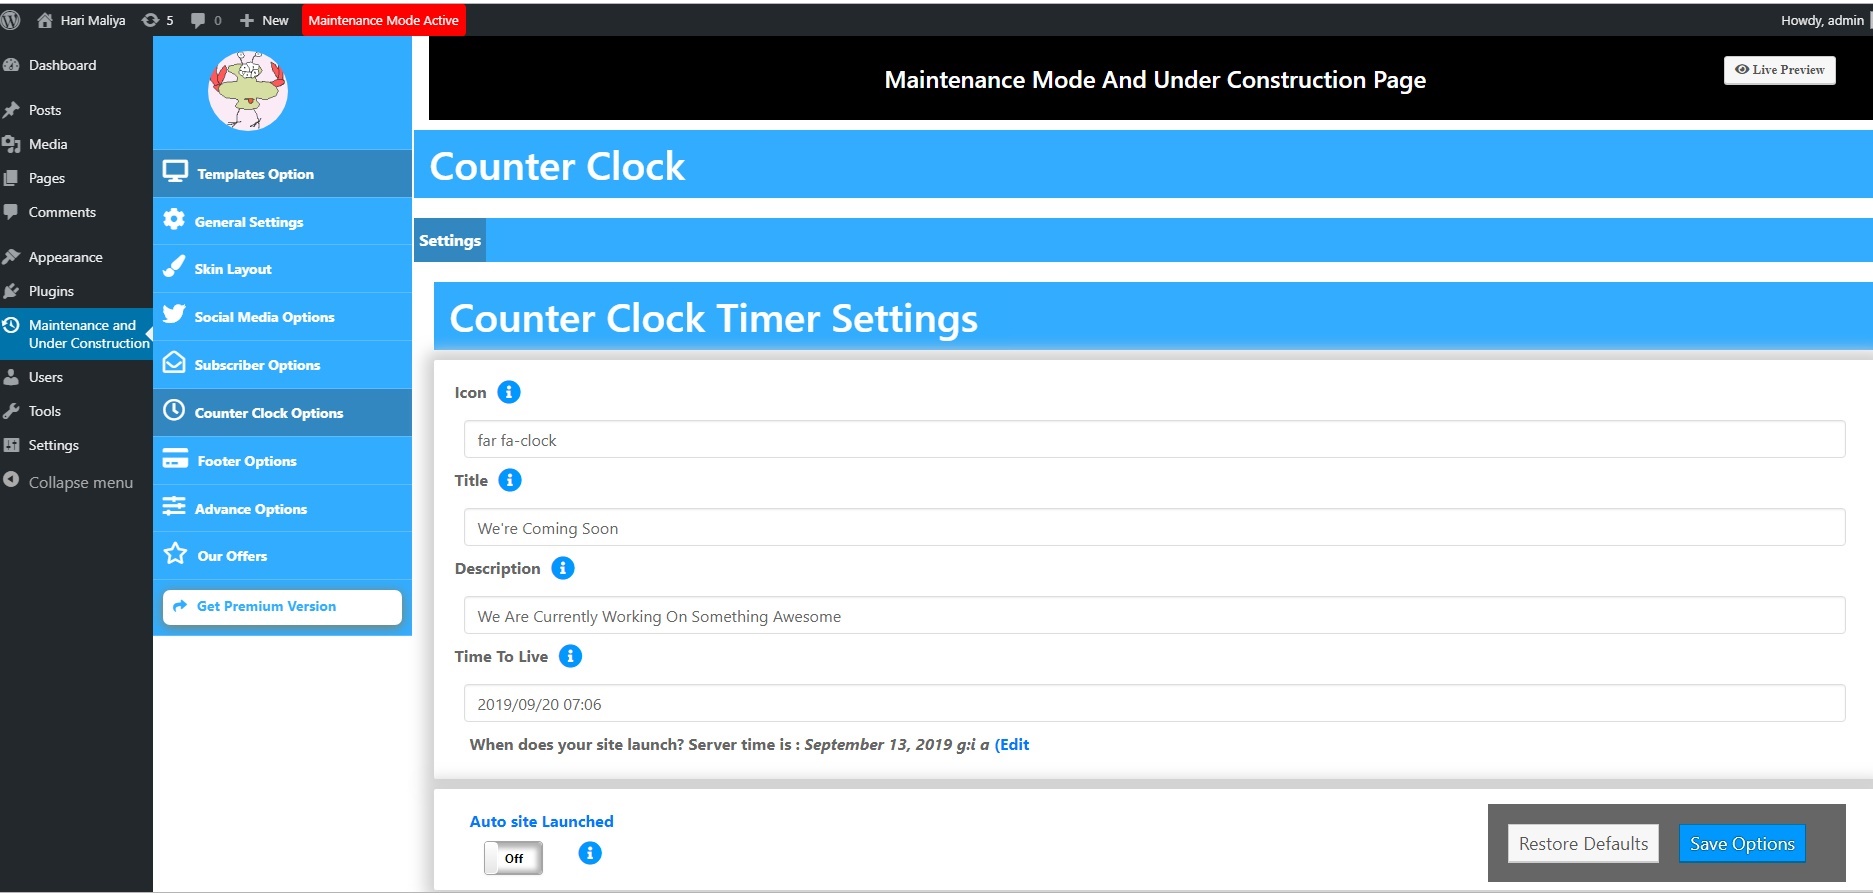 Hari Maliya 5 0 New Maintenance Mode Active Howdy, admin
Dashboard
Posts
Media
Pages
Comments
Appearance
Plugins
Maintenance and
Under Construction
Users
Tools
Settings
Collapse menu
Templates Option
General Settings
Skin Layout
Social Media Options
Subscriber Options
Counter Clock Options
Footer Options
Advance Options
Our Offers
Get Premium Version
Maintenance Mode And Under Construction Page
Live Preview
Counter Clock
Settings
Counter Clock Timer Settings
Icon
far fa-clock
Title
We're Coming Soon
Description
We Are Currently Working On Something Awesome
Time To Live
2019/09/20 07:06
When does your site launch? Server time is : September 13, 2019 g:i a (Edit
Auto site Launched
Off
Restore Defaults
Save Options